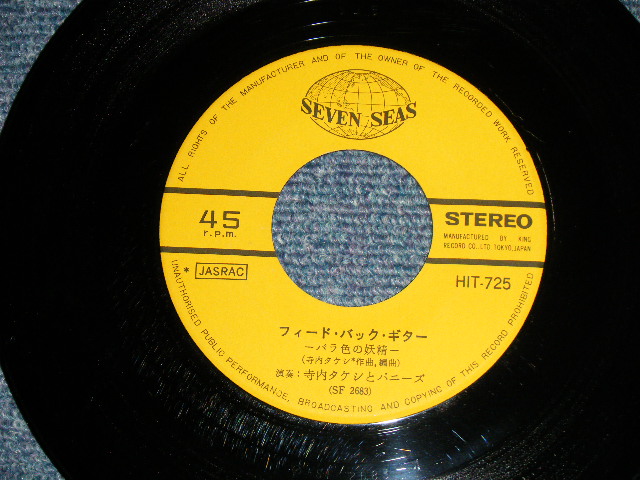 ALL RIGHTS OF THE MANUFACTURER AND OF THE OWNER OF THE RECORDED WORK RESERVED
SEVEN SEAS
45
r.p.m.
STEREO
MANUFACTURED BY KING
RECORD CO., LTD. TOKYO, JAPAN
* JASRAC
HIT-725
フィード・バック・ギター
−バラ色の妖精−
(寺内タケシ*作曲, 編曲)
演奏：寺内タケシとバニーズ
(SF 2683)
UNAUTHORISED PUBLIC PERFORMANCE, BROADCASTING AND COPYING OF THIS RECORD PROHIBITED